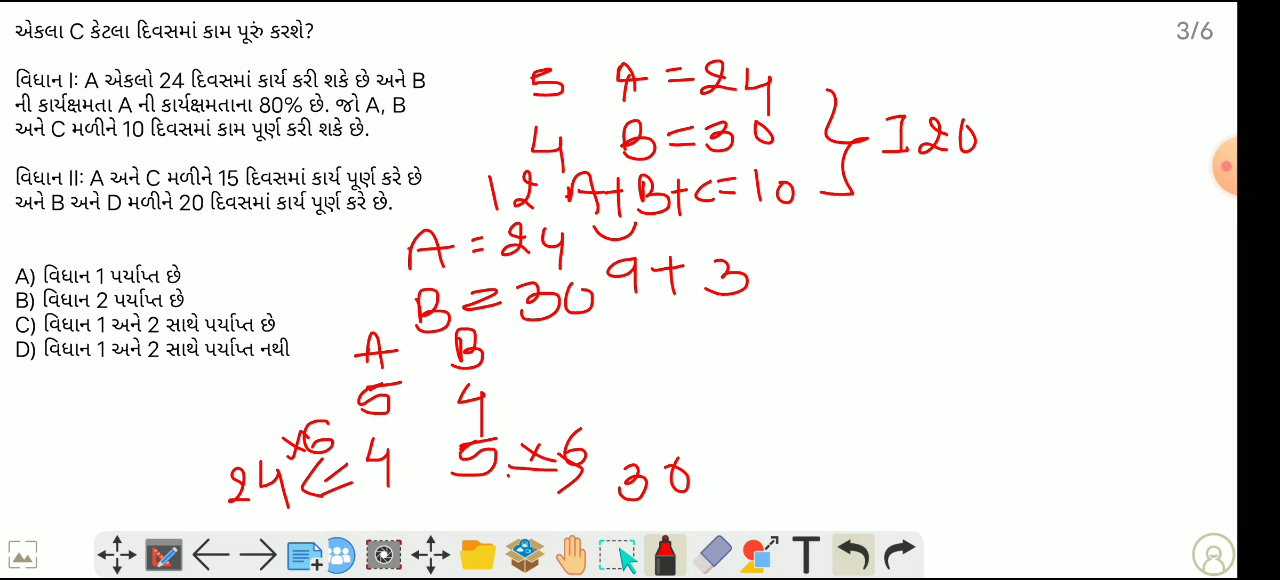 એકલા C કેટલા દિવસમાં કામ પૂરું કરશે?
3/6
વિધાન I: A એકલો 24 દિવસમાં કાર્ય કરી શકે છે અને B
ની કાર્યક્ષમતા A ની કાર્યક્ષમતાના 80% છે. જો A, B
અને C મળીને 10 દિવસમાં કામ પૂર્ણ કરી શકે છે.
વિધાન II: A અને C મળીને 15 દિવસમાં કાર્ય પૂર્ણ કરે છે
અને B અને D મળીને 20 દિવસમાં કાર્ય પૂર્ણ કરે છે.
A) વિધાન 1 પર્યાપ્ત છે
B) વિધાન 2 પર્યાપ્ત છે
C) વિધાન 1 અને 2 સાથે પર્યાપ્ત છે
D) વિધાન 1 અને 2 સાથે પર્યાપ્ત નથી
5 A = 24
4 B = 30
120
12 A+B+C = 10
9 + 3
A = 24
B = 30
A B
5 4
4 5
×6 ×6
24 30
T